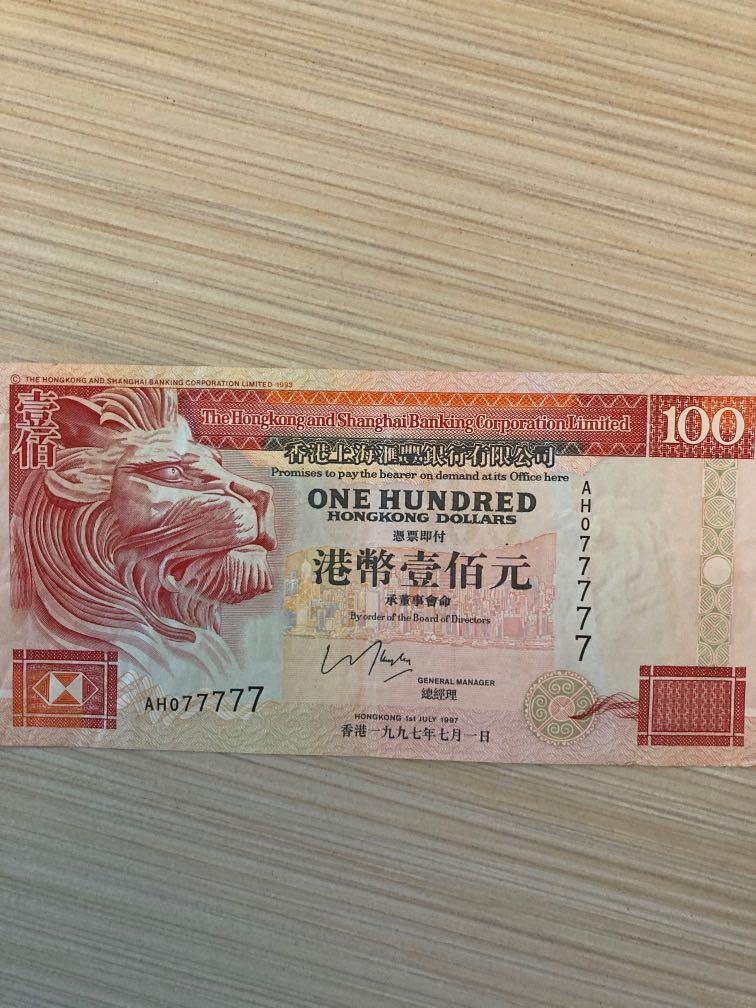 © THE HONGKONG AND SHANGHAI BANKING CORPORATION LIMITED 1993
壹佰
The Hongkong and Shanghai Banking Corporation Limited
100
香港上海滙豐銀行有限公司
Promises to pay the bearer on demand at its Office here
ONE HUNDRED
HONGKONG DOLLARS
憑票即付
港幣壹佰元
承董事會命
By order of the Board of Directors
AH077777
GENERAL MANAGER
總經理
AH077777
HONGKONG 1st JULY 1997
香港一九九七年七月一日